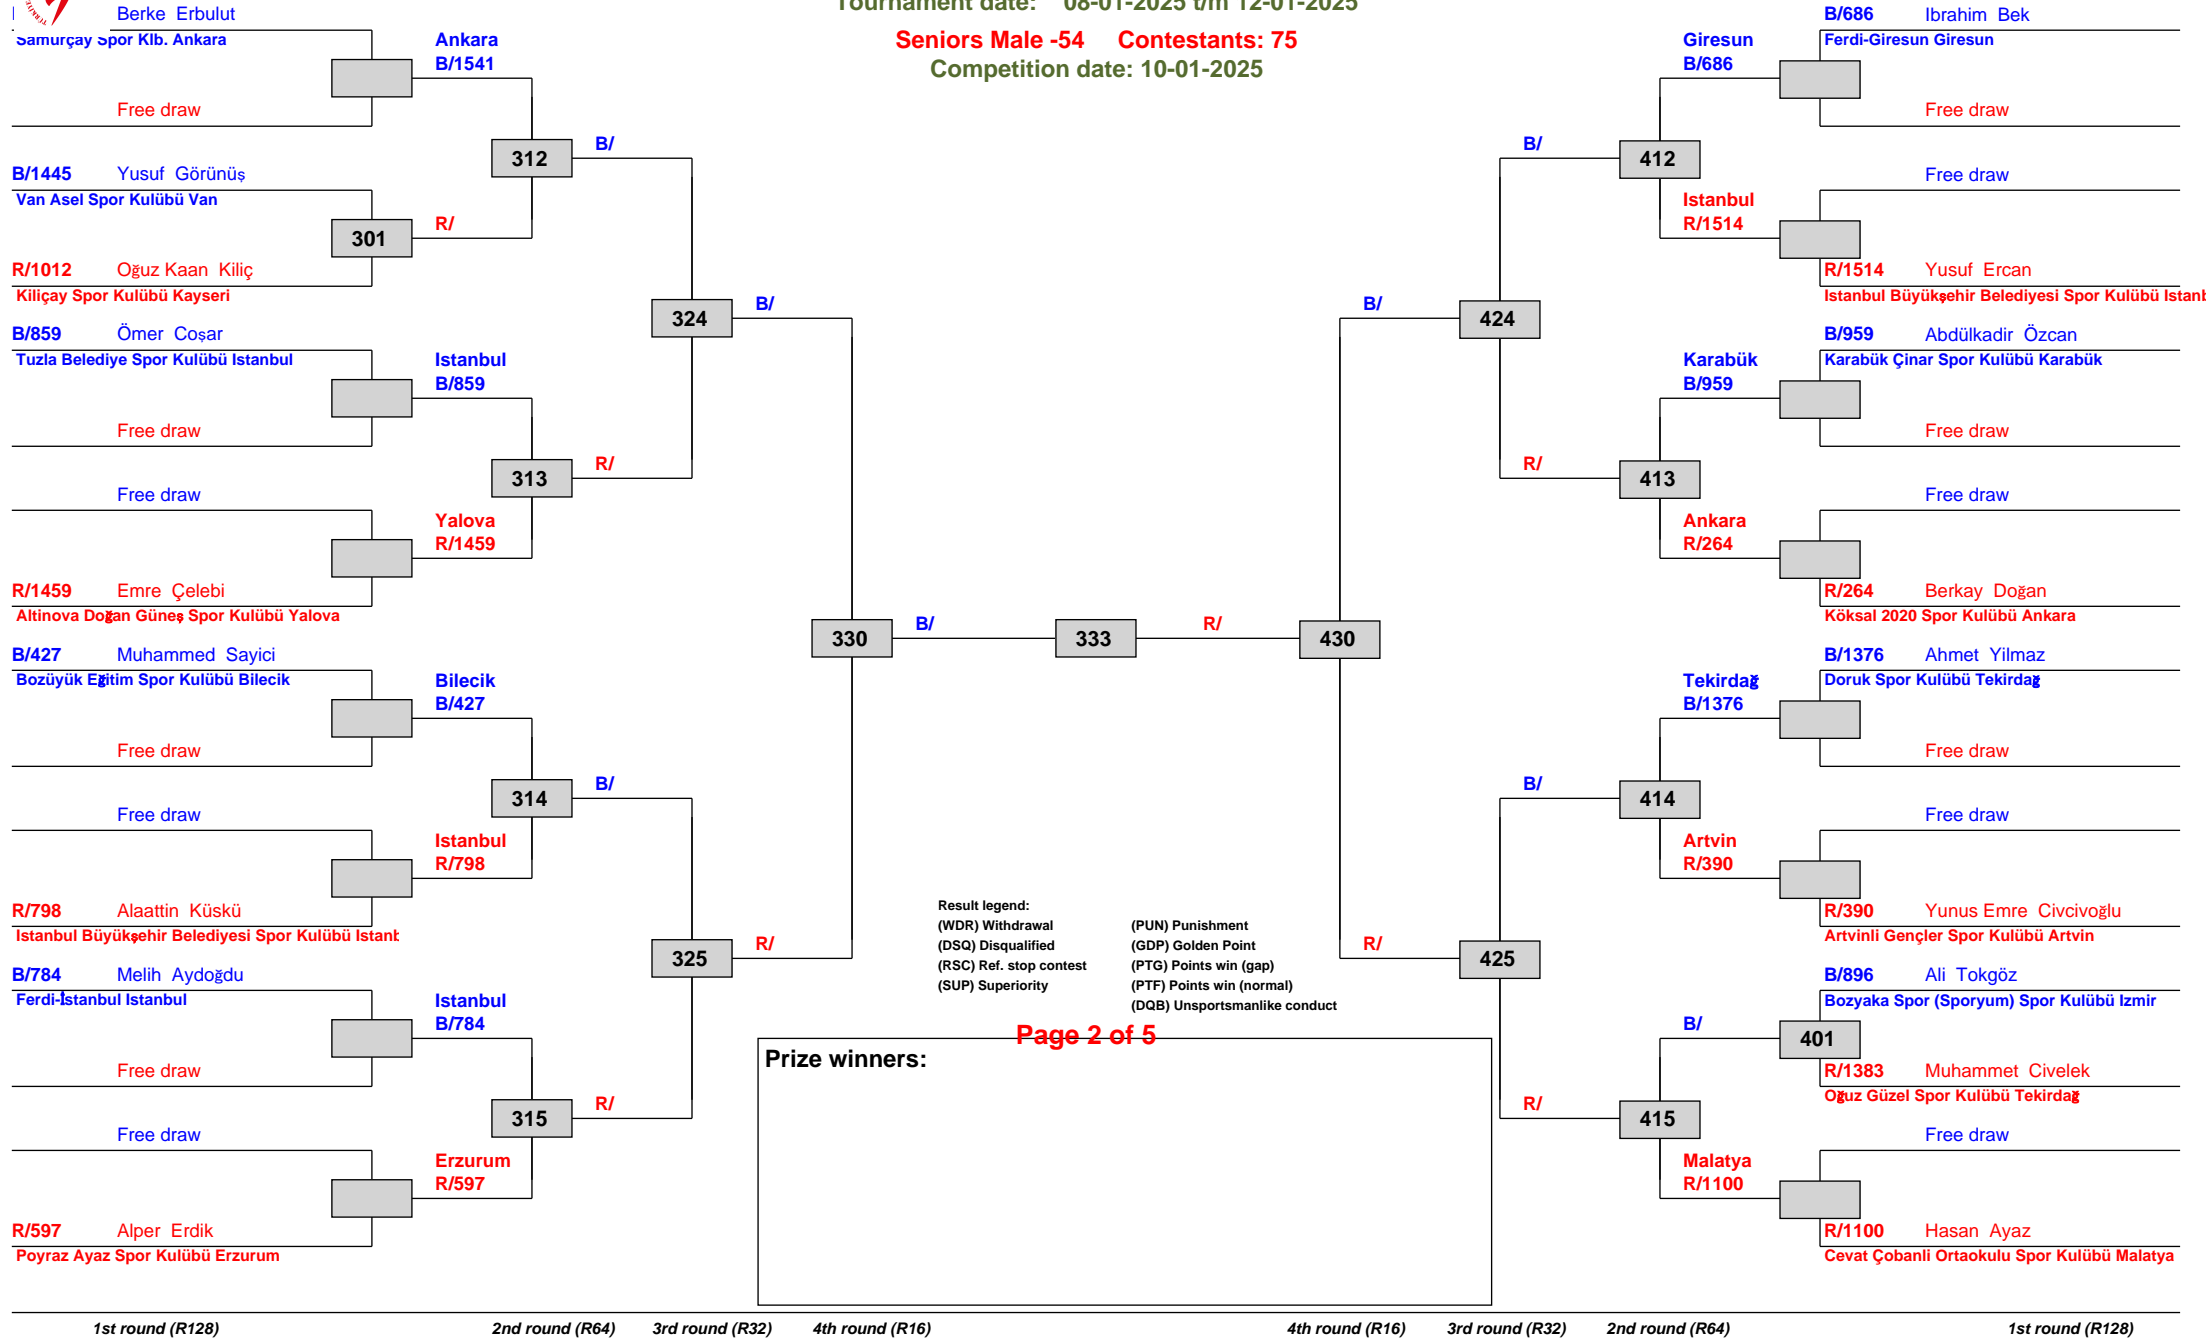 Tournament date: 08-01-2025 t/m 12-01-2025
Seniors Male -54 Contestants: 75
Competition date: 10-01-2025
Berke Erbulut
Samurçay Spor Klb. Ankara
Free draw
B/1445 Yusuf Görünüş
Van Asel Spor Kulübü Van
301
R/1012 Oğuz Kaan Kiliç
Kiliçay Spor Kulübü Kayseri
B/859 Ömer Coşar
Tuzla Belediye Spor Kulübü Istanbul
Free draw
Free draw
R/1459 Emre Çelebi
Altinova Doğan Güneş Spor Kulübü Yalova
B/427 Muhammed Sayici
Bozüyük Eğitim Spor Kulübü Bilecik
Free draw
Free draw
R/798 Alaattin Küskü
Istanbul Büyükşehir Belediyesi Spor Kulübü Istanb
B/784 Melih Aydoğdu
Ferdi-İstanbul Istanbul
Free draw
Free draw
R/597 Alper Erdik
Poyraz Ayaz Spor Kulübü Erzurum
Ankara
B/1541
312
R/
Istanbul
B/859
313
Yalova
R/1459
Bilecik
B/427
314
Istanbul
R/798
Istanbul
B/784
315
Erzurum
R/597
B/
324
R/
B/
325
R/
B/
330
R/
B/
333
R/
430
B/
R/
B/
424
R/
B/
425
R/
Giresun
B/686
412
Istanbul
R/1514
Karabük
B/959
413
Ankara
R/264
Tekirdağ
B/1376
414
Artvin
R/390
B/
415
Malatya
R/1100
B/686 Ibrahim Bek
Ferdi-Giresun Giresun
Free draw
Free draw
R/1514 Yusuf Ercan
Istanbul Büyükşehir Belediyesi Spor Kulübü Istanb
B/959 Abdülkadir Özcan
Karabük Çinar Spor Kulübü Karabük
Free draw
Free draw
R/264 Berkay Doğan
Köksal 2020 Spor Kulübü Ankara
B/1376 Ahmet Yilmaz
Doruk Spor Kulübü Tekirdağ
Free draw
Free draw
R/390 Yunus Emre Civcivoğlu
Artvinli Gençler Spor Kulübü Artvin
B/896 Ali Tokgöz
Bozyaka Spor (Sporyum) Spor Kulübü Izmir
401
R/1383 Muhammet Civelek
Oğuz Güzel Spor Kulübü Tekirdağ
Free draw
R/1100 Hasan Ayaz
Cevat Çobanli Ortaokulu Spor Kulübü Malatya
Result legend:
(WDR) Withdrawal (PUN) Punishment
(DSQ) Disqualified (GDP) Golden Point
(RSC) Ref. stop contest (PTG) Points win (gap)
(SUP) Superiority (PTF) Points win (normal)
(DQB) Unsportsmanlike conduct
Page 2 of 5
Prize winners:
1st round (R128) 2nd round (R64) 3rd round (R32) 4th round (R16) 4th round (R16) 3rd round (R32) 2nd round (R64) 1st round (R128)